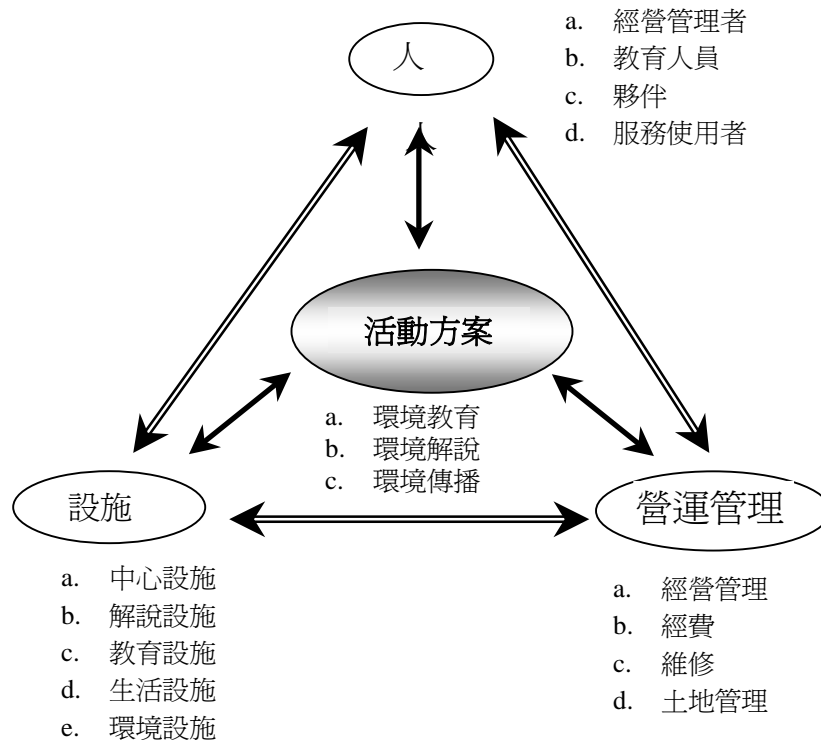 人
a. 經營管理者
b. 教育人員
c. 夥伴
d. 服務使用者
活動方案
a. 環境教育
b. 環境解說
c. 環境傳播
設施
a. 中心設施
b. 解說設施
c. 教育設施
d. 生活設施
e. 環境設施
營運管理
a. 經營管理
b. 經費
c. 維修
d. 土地管理